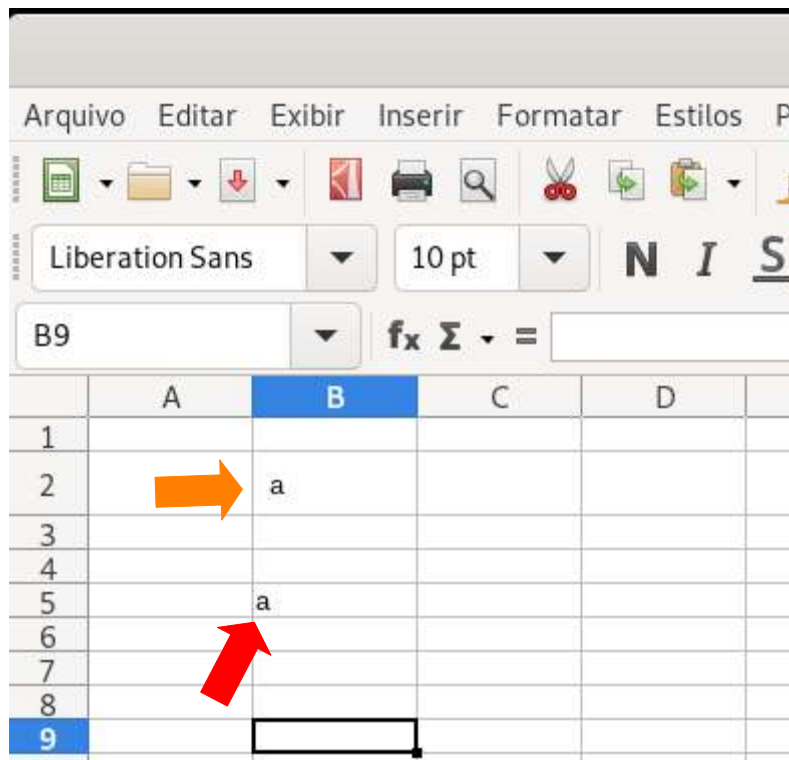 Arquivo Editar Exibir Inserir Formatar Estilos P
Liberation Sans 10 pt N I S
B9 fx Σ =
A B C D
1
2 a
3
4
5 a
6
7
8
9